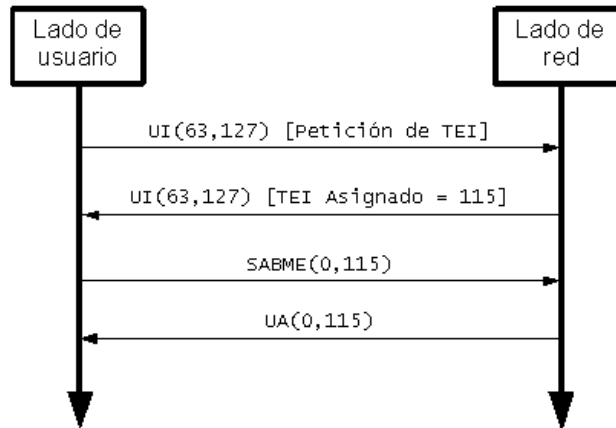 Lado de
usuario
Lado de
red
UI(63,127) [Petición de TEI]
UI(63,127) [TEI Asignado = 115]
SABME(0,115)
UA(0,115)